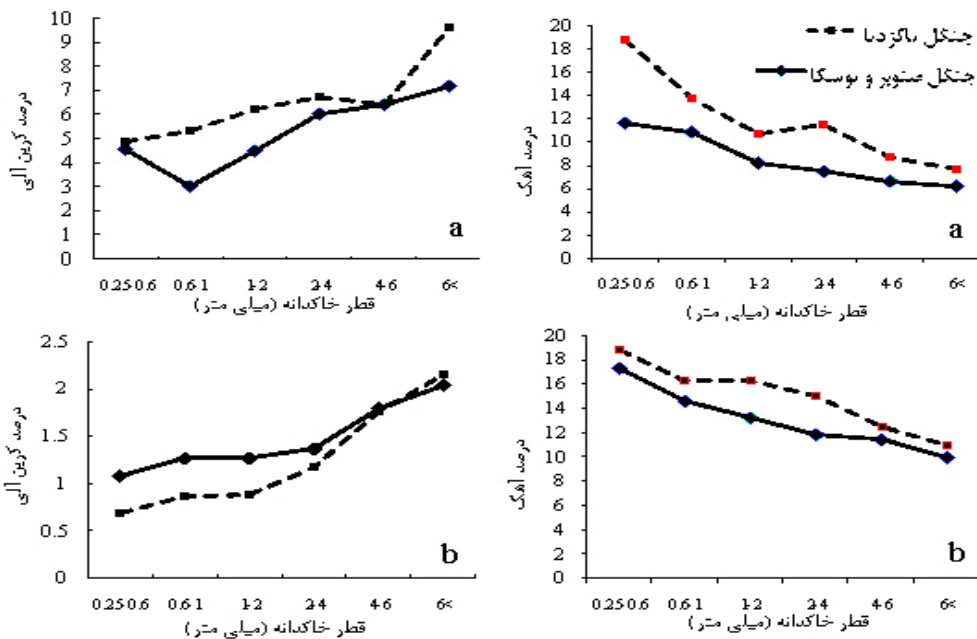 درصد کربن آلی
10
9
8
7
6
5
4
3
2
1
0
0.25-0.6 0.6-1 1-2 2-4 4-6 6<
قطر خاکدانه (میلی متر)
a
درصد آهک
20
18
16
14
12
10
8
6
4
2
0
0.25-0.6 0.6-1 1-2 2-4 4-6 6<
قطر خاکدانه (میلی متر)
جنگل
جنگل صنوبر و توسکا
a
درصد کربن آلی
2.5
2
1.5
1
0.5
0
0.25-0.6 0.6-1 1-2 2-4 4-6 6<
قطر خاکدانه (میلی متر)
b
درصد آهک
20
18
16
14
12
10
8
6
4
2
0
0.25-0.6 0.6-1 1-2 2-4 4-6 6<
قطر خاکدانه (میلی متر)
b